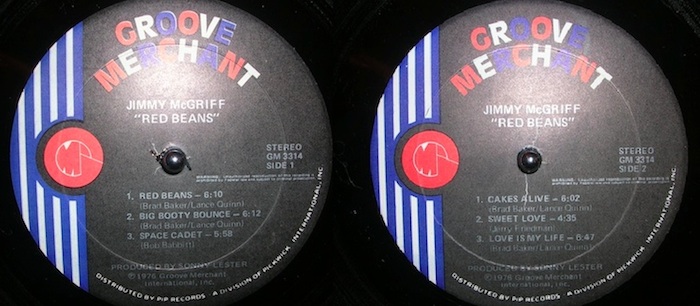 GROOVE
MERCHANT
JIMMY McGRIFF
"RED BEANS"
STEREO
GM 3314
SIDE 1
1. RED BEANS – 6:10
(Brad Baker/Lance Quinn)
2. BIG BOOTY BOUNCE – 6:12
(Brad Baker/Lance Quinn)
3. SPACE CADET – 5:58
(Bob Babbitt)
PRODUCED BY SONNY LESTER
©1976 Groove Merchant
International, Inc.
DISTRIBUTED BY PiP RECORDS A DIVISION OF PICKWICK INTERNATIONAL, INC.
GROOVE
MERCHANT
JIMMY McGRIFF
"RED BEANS"
STEREO
GM 3314
SIDE 2
1. CAKES ALIVE – 6:02
(Brad Baker/Lance Quinn)
2. SWEET LOVE – 4:35
(Jerry Friedman)
3. LOVE IS MY LIFE – 6:47
(Brad Baker/Lance Quinn)
PRODUCED BY SONNY LESTER
©1976 Groove Merchant
International, Inc.
DISTRIBUTED BY PiP RECORDS A DIVISION OF PICKWICK INTERNATIONAL, INC.